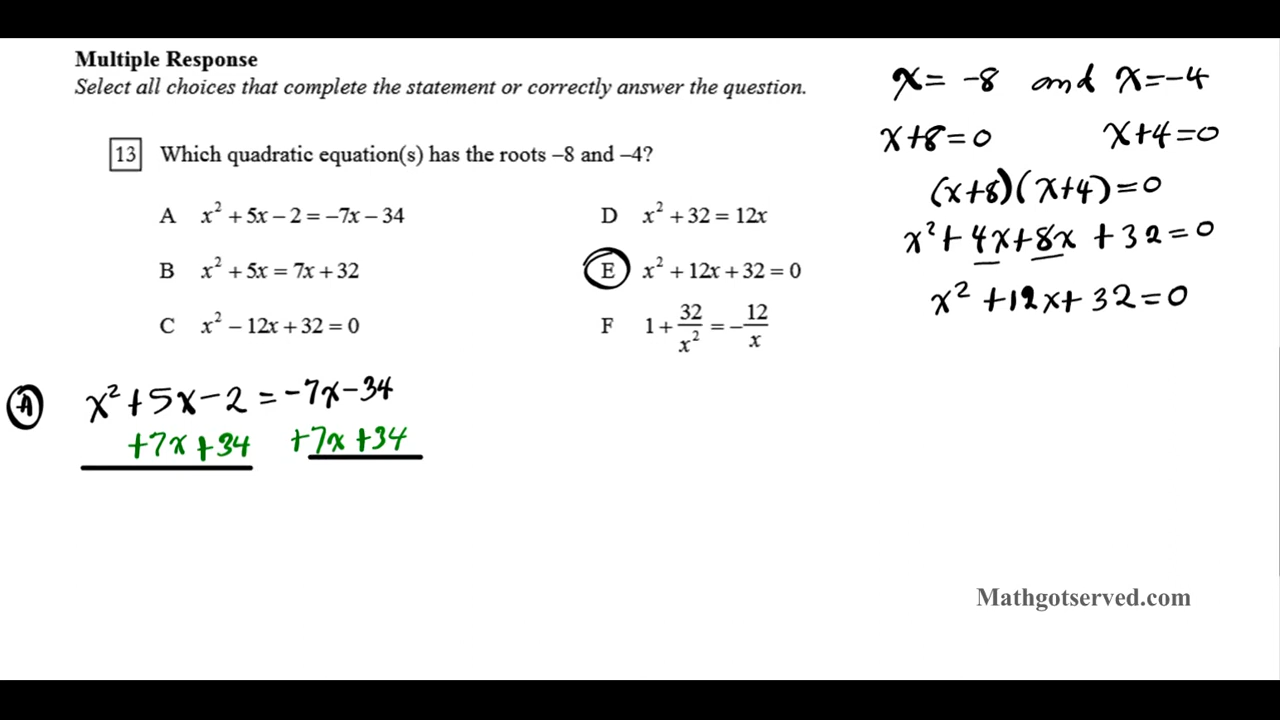 Multiple Response
Select all choices that complete the statement or correctly answer the question.
13 Which quadratic equation(s) has the roots –8 and –4?
A x² + 5x – 2 = –7x – 34
B x² + 5x = 7x + 32
C x² – 12x + 32 = 0
D x² + 32 = 12x
E x² + 12x + 32 = 0
F 1 + 32/x² = –12/x
x = -8 and x = -4
x+8=0 x+4=0
(x+8)(x+4)=0
x²+4x+8x+32=0
x²+12x+32=0
A x²+5x-2=-7x-34
+7x+34 +7x+34
Mathgotserved.com